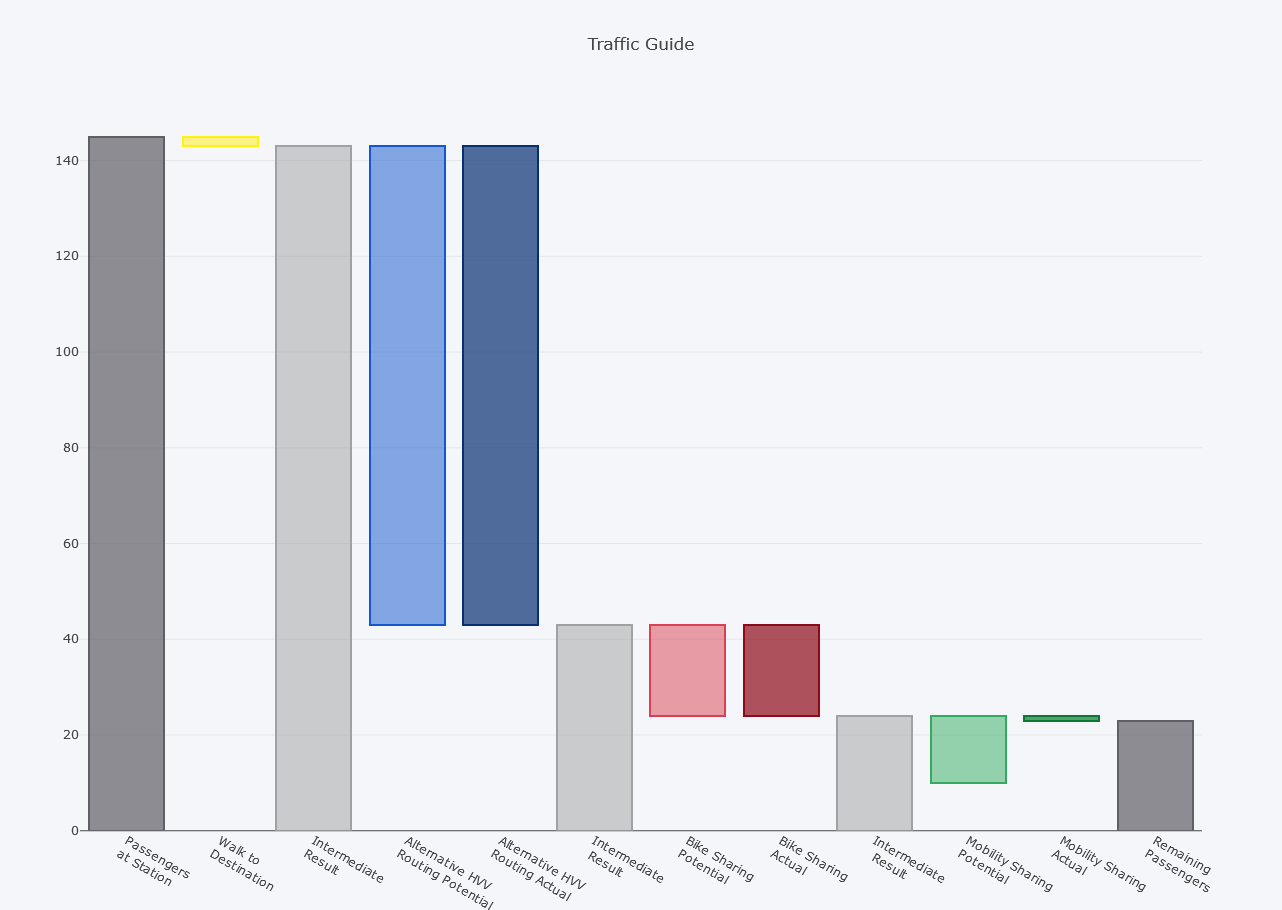 Traffic Guide
140
120
100
80
60
40
20
0
Passengers
at Station
Walk to
Destination
Intermediate
Result
Alternative HVV
Routing Potential
Alternative HVV
Routing Actual
Intermediate
Result
Bike Sharing
Potential
Bike Sharing
Actual
Intermediate
Result
Mobility Sharing
Potential
Mobility Sharing
Actual
Remaining
Passengers